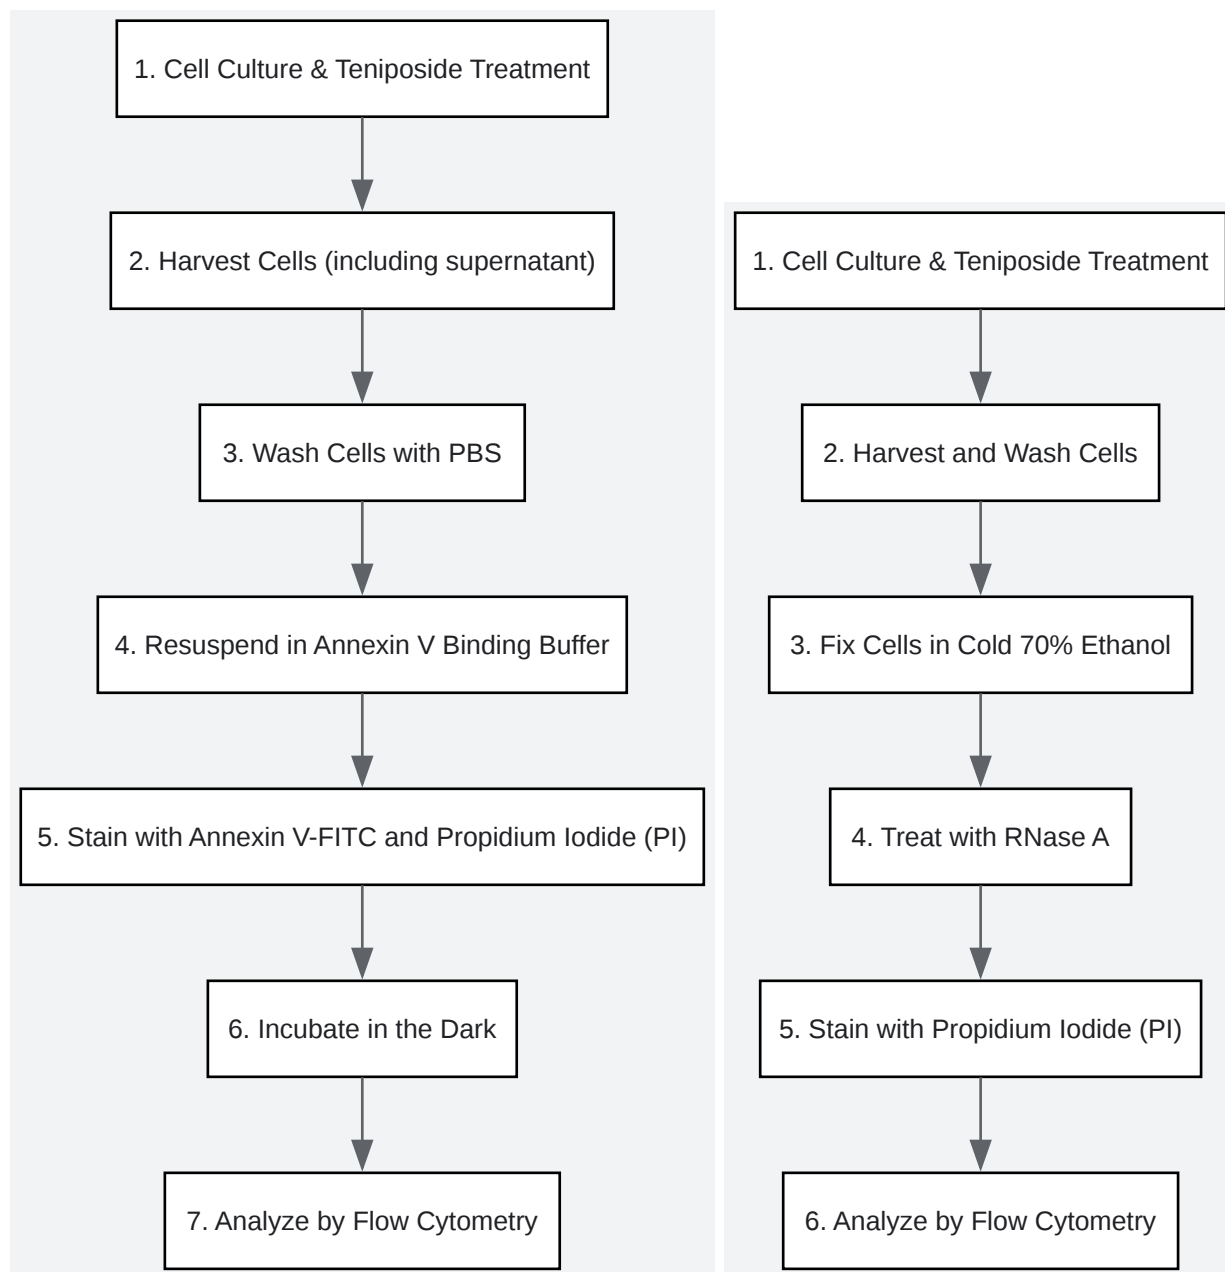 1. Cell Culture & Teniposide Treatment
2. Harvest Cells (including supernatant)
3. Wash Cells with PBS
4. Resuspend in Annexin V Binding Buffer
5. Stain with Annexin V-FITC and Propidium Iodide (PI)
6. Incubate in the Dark
7. Analyze by Flow Cytometry
1. Cell Culture & Teniposide Treatment
2. Harvest and Wash Cells
3. Fix Cells in Cold 70% Ethanol
4. Treat with RNase A
5. Stain with Propidium Iodide (PI)
6. Analyze by Flow Cytometry